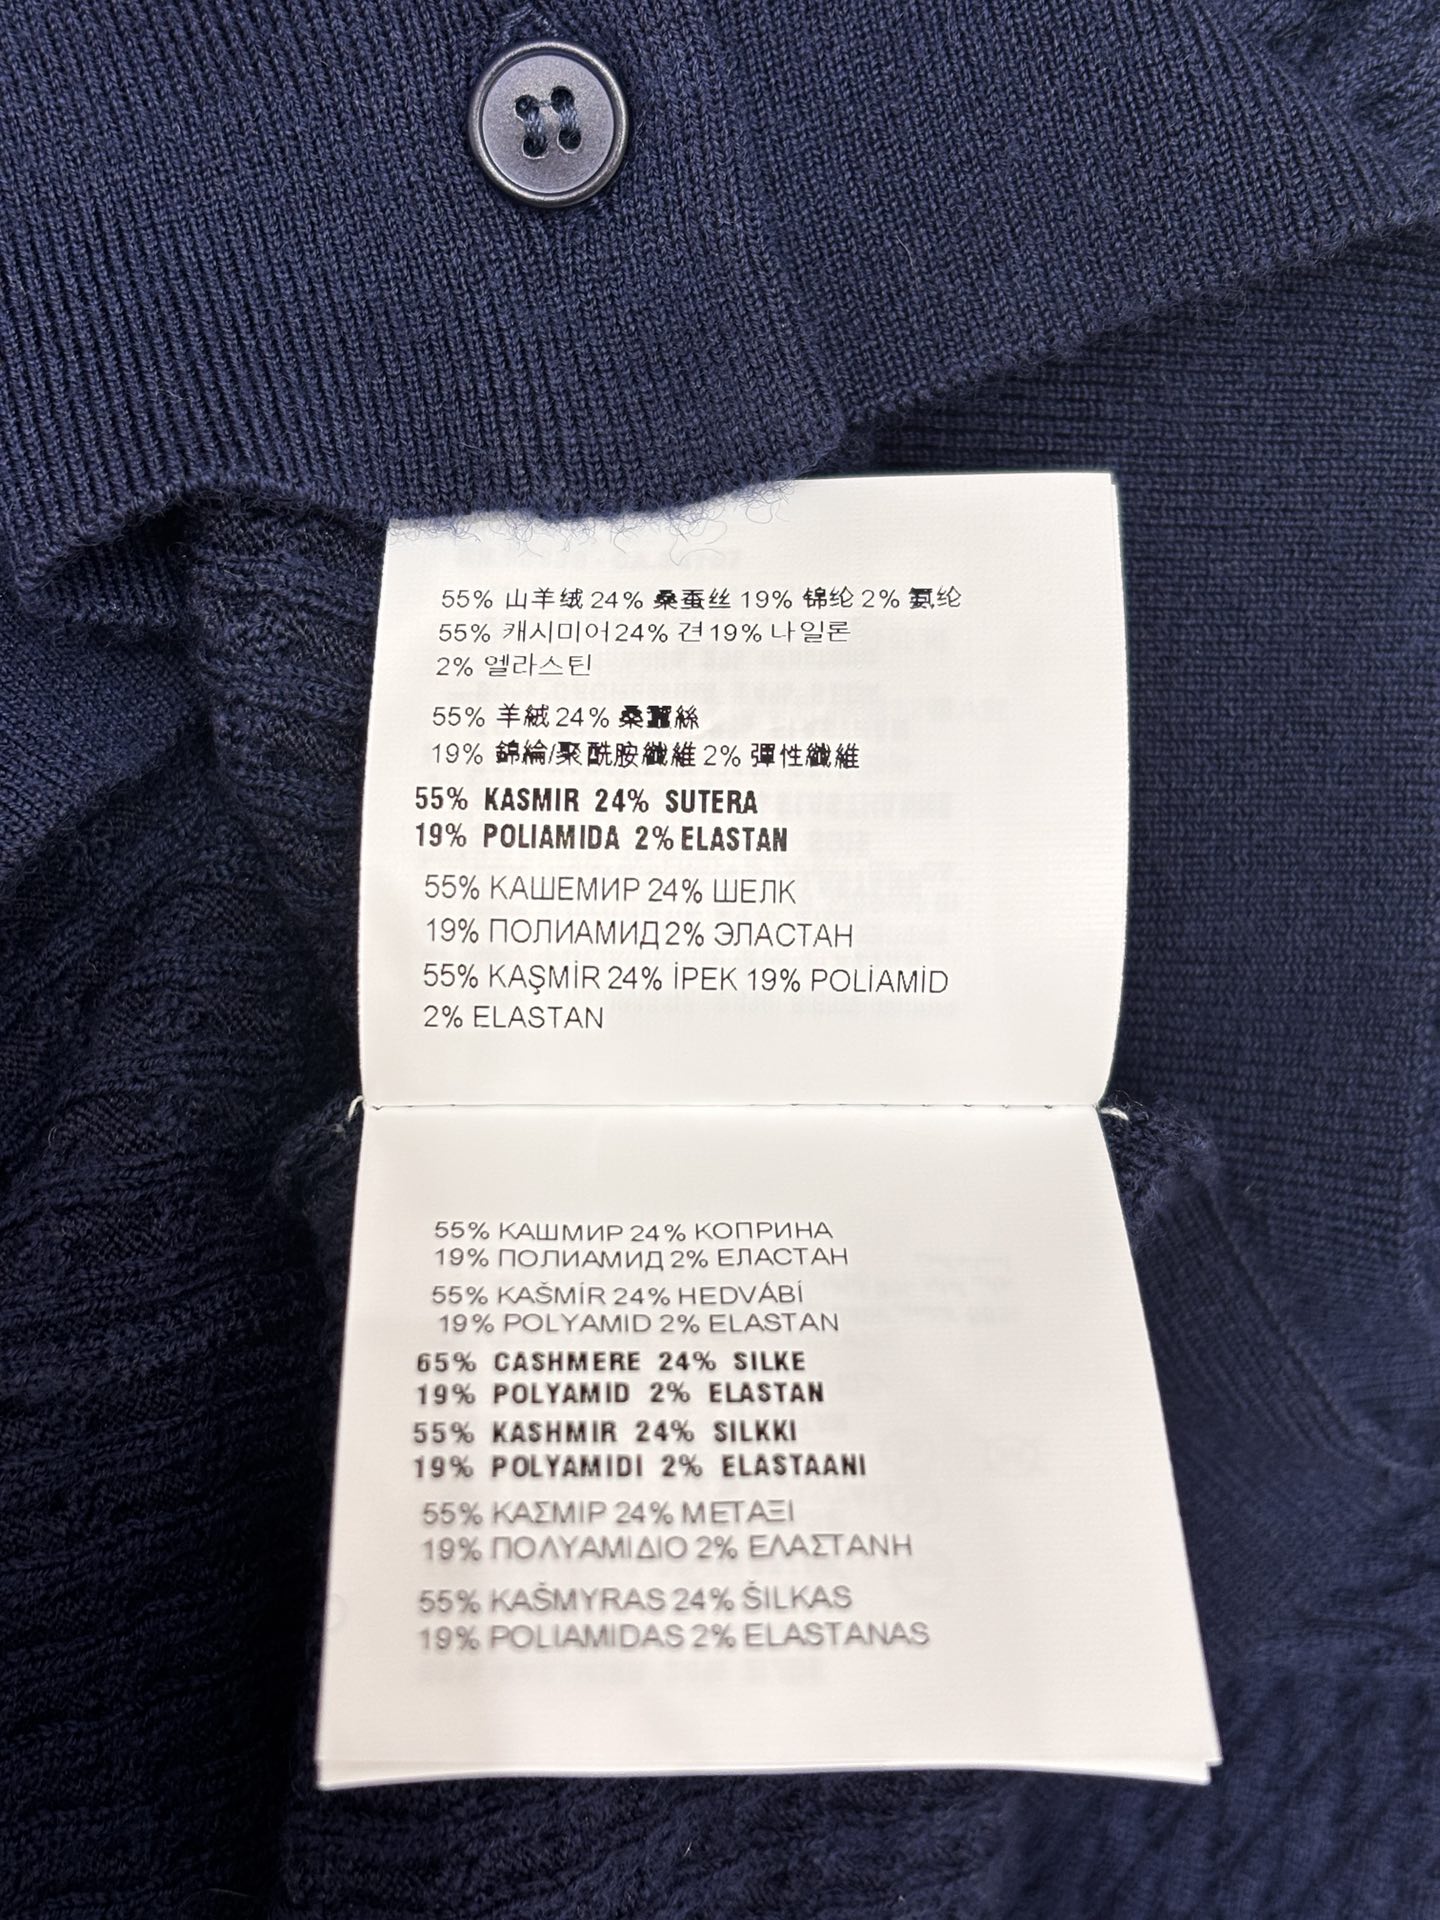 55% 山羊绒 24% 桑蚕丝 19% 锦纶 2% 氨纶
55% 캐시미어 24% 견 19% 나일론
2% 엘라스틴
55% 羊絨 24% 桑蠶絲
19% 錦綸/聚酰胺纖維 2% 彈性纖維
55% KASMIR 24% SUTERA
19% POLIAMIDA 2% ELASTAN
55% КАШЕМИР 24% ШЕЛК
19% ПОЛИАМИД 2% ЭЛАСТАН
55% KAŞMİR 24% İPEK 19% POLİAMİD
2% ELASTAN
55% КАШМИР 24% КОПРИНА
19% ПОЛИАМИД 2% ЕЛАСТАН
55% KAŠMÍR 24% HEDVÁBÍ
19% POLYAMID 2% ELASTAN
65% CASHMERE 24% SILKE
19% POLYAMID 2% ELASTAN
55% KASHMIR 24% SILKKI
19% POLYAMIDI 2% ELASTAANI
55% ΚΑΣΜΙΡ 24% ΜΕΤΑΞΙ
19% ΠΟΛΥΑΜΙΔΙΟ 2% ΕΛΑΣΤΑΝΗ
55% KAŠMYRAS 24% ŠILKAS
19% POLIAMIDAS 2% ELASTANAS